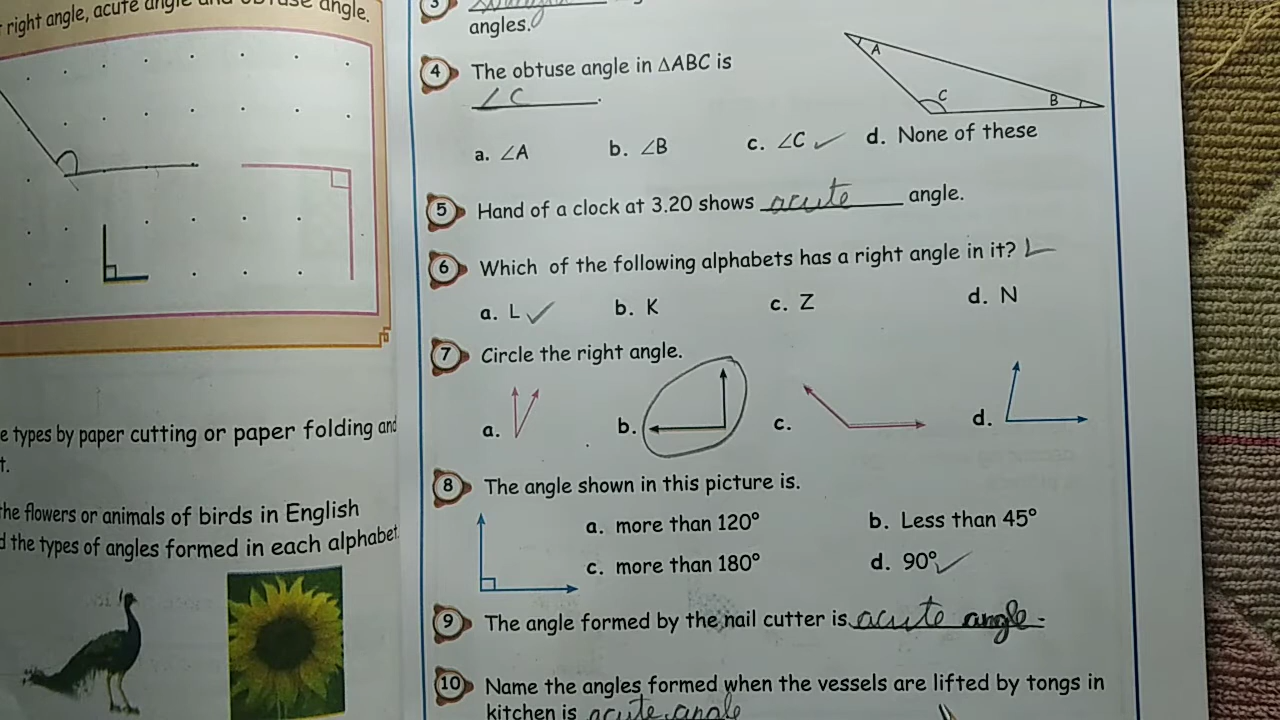 right angle, acute angle and obtuse angle.
e types by paper cutting or paper folding and
t.
the flowers or animals of birds in English
d the types of angles formed in each alphabet
3
angles.
4 The obtuse angle in ∆ABC is
∠C.
A
C
B
a. ∠A b. ∠B c. ∠C ✓ d. None of these
5 Hand of a clock at 3.20 shows acute angle.
6 Which of the following alphabets has a right angle in it? L
a. L ✓ b. K c. Z d. N
7 Circle the right angle.
a. b. c. d.
8 The angle shown in this picture is.
a. more than 120° b. Less than 45°
c. more than 180° d. 90° ✓
9 The angle formed by the nail cutter is acute angle.
10 Name the angles formed when the vessels are lifted by tongs in
kitchen is acute angle